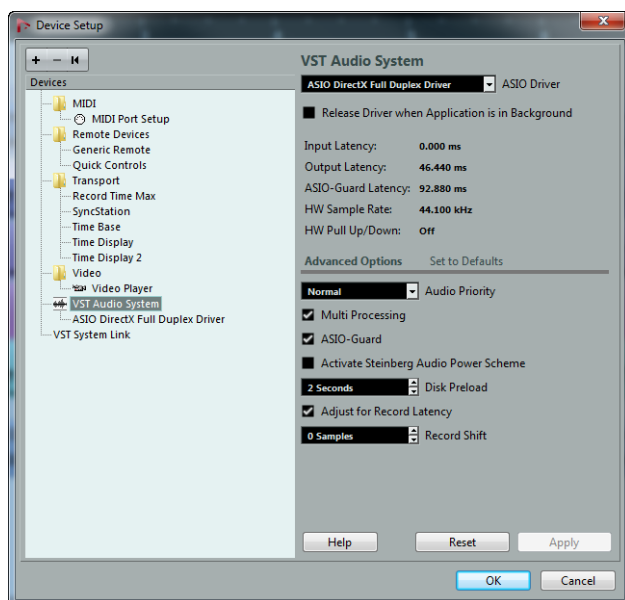 Device Setup
+ - 
Devices
MIDI
MIDI Port Setup
Remote Devices
Generic Remote
Quick Controls
Transport
Record Time Max
SyncStation
Time Base
Time Display
Time Display 2
Video
Video Player
VST Audio System
ASIO DirectX Full Duplex Driver
VST System Link
VST Audio System
ASIO DirectX Full Duplex Driver ASIO Driver
Release Driver when Application is in Background
Input Latency: 0.000 ms
Output Latency: 46.440 ms
ASIO-Guard Latency: 92.880 ms
HW Sample Rate: 44.100 kHz
HW Pull Up/Down: Off
Advanced Options Set to Defaults
Normal Audio Priority
Multi Processing
ASIO-Guard
Activate Steinberg Audio Power Scheme
2 Seconds Disk Preload
Adjust for Record Latency
0 Samples Record Shift
Help Reset Apply
OK Cancel